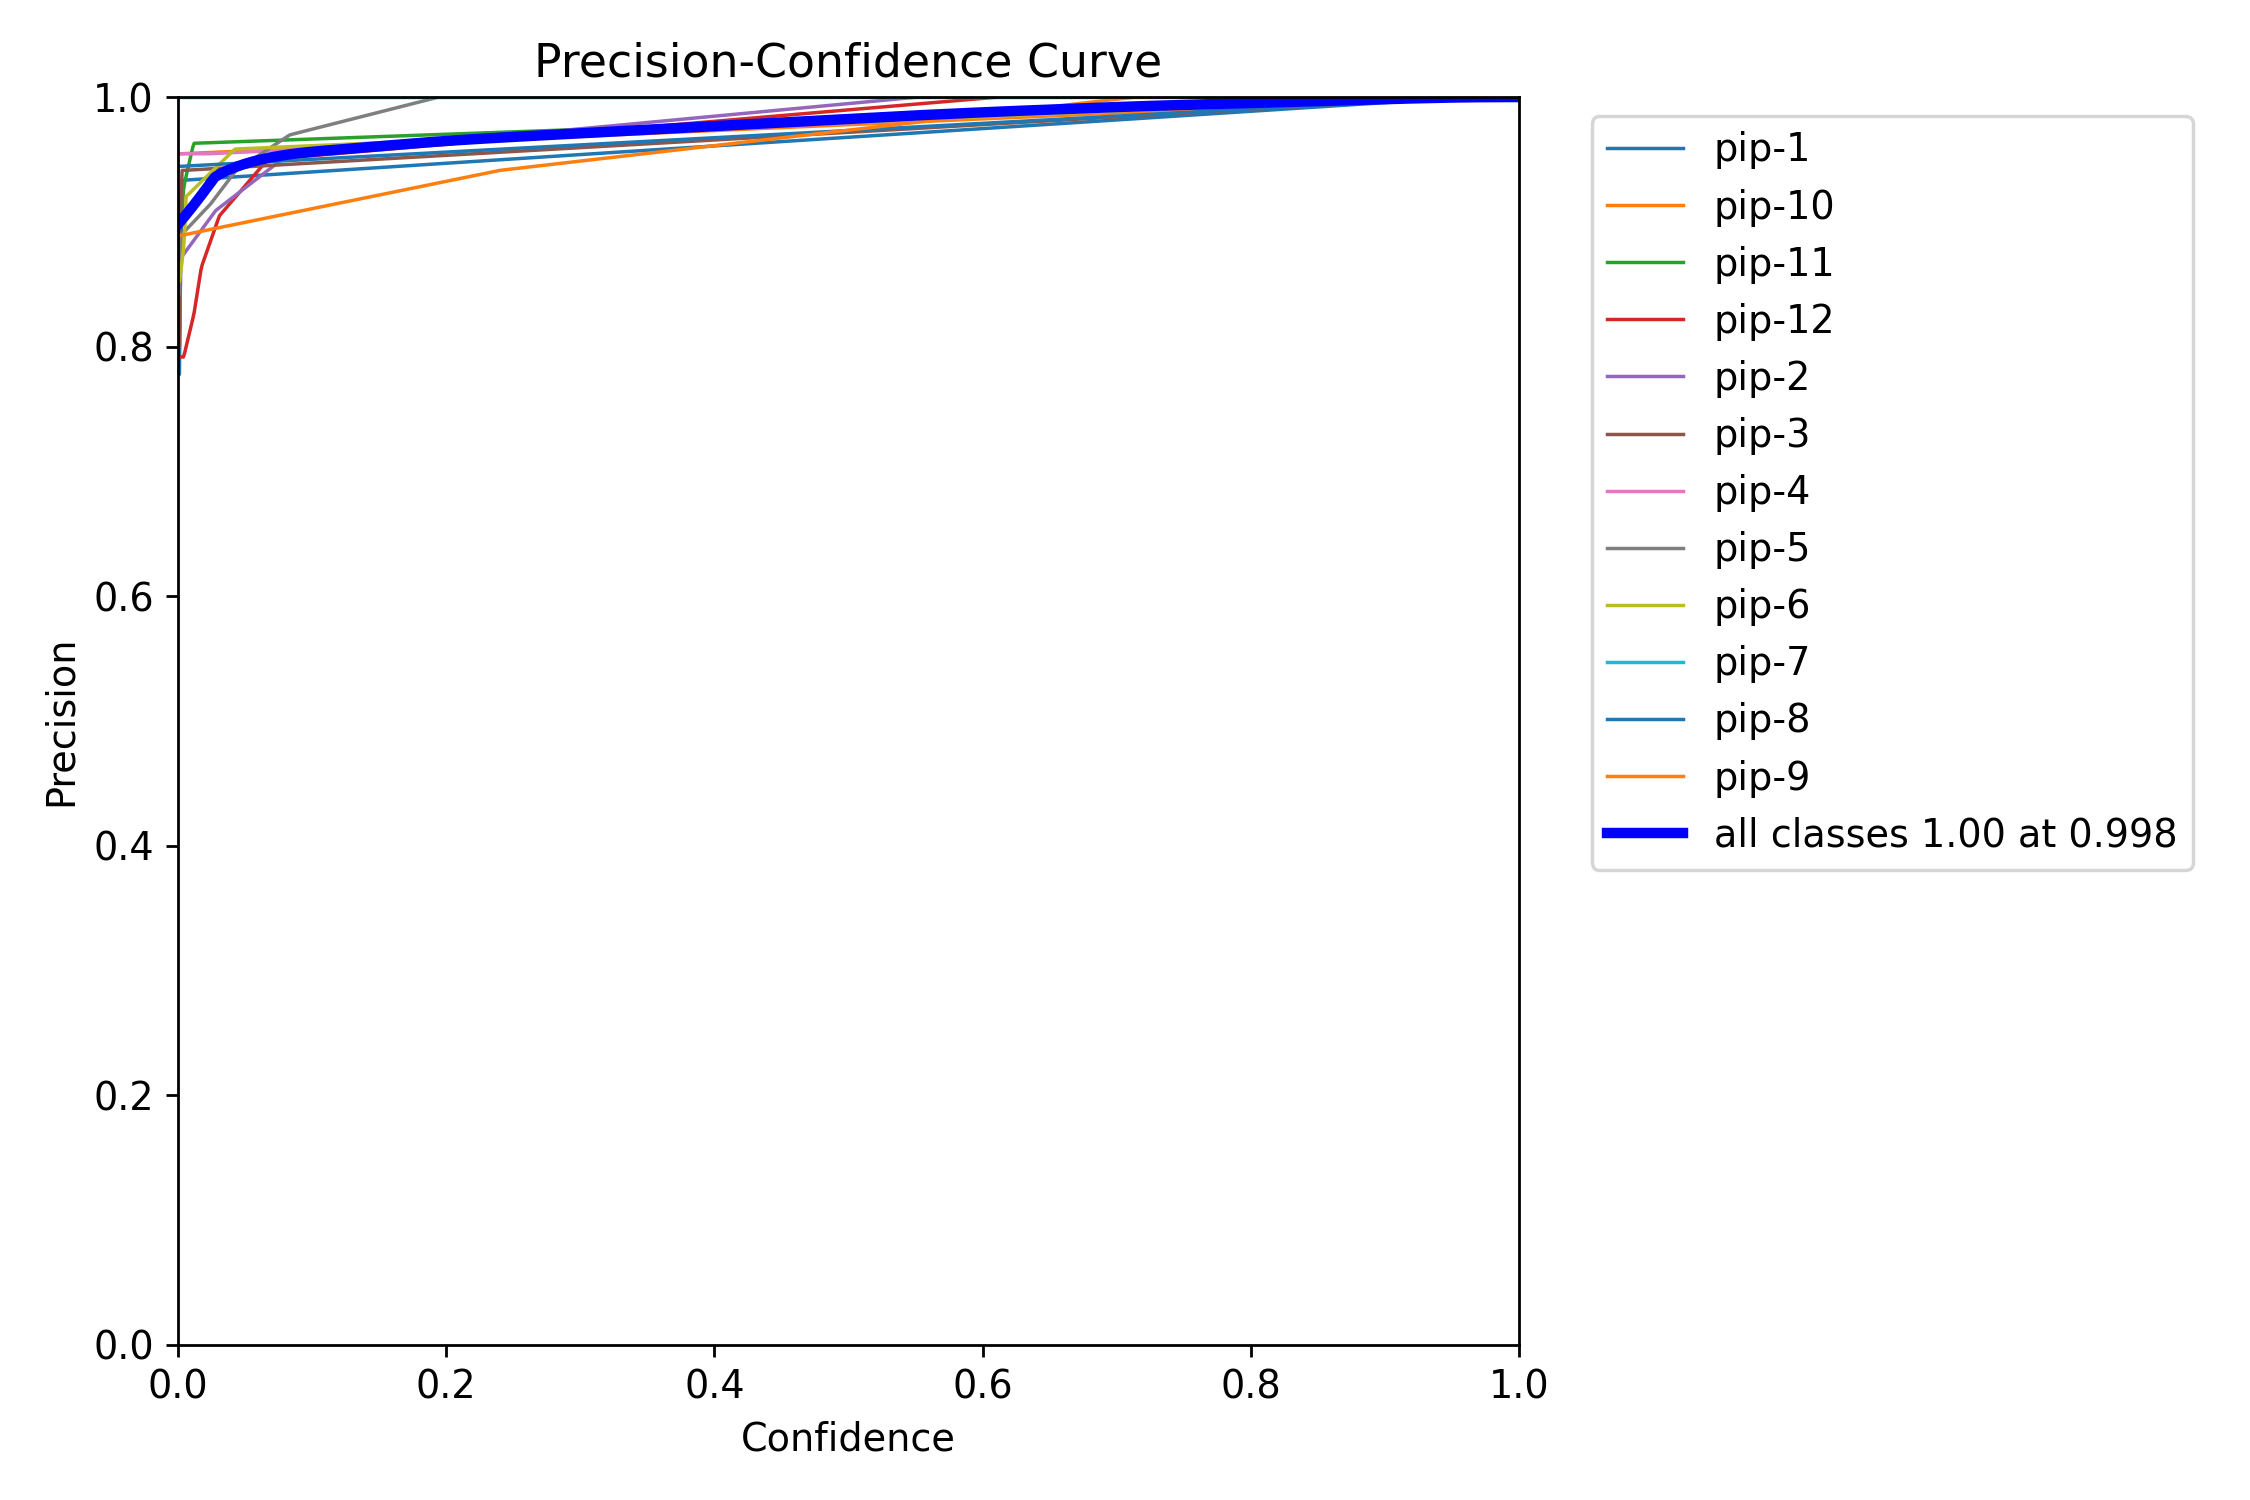 Precision-Confidence Curve
1.0
0.8
0.6
0.4
0.2
0.0
Precision
0.0 0.2 0.4 0.6 0.8 1.0
Confidence
pip-1
pip-10
pip-11
pip-12
pip-2
pip-3
pip-4
pip-5
pip-6
pip-7
pip-8
pip-9
all classes 1.00 at 0.998